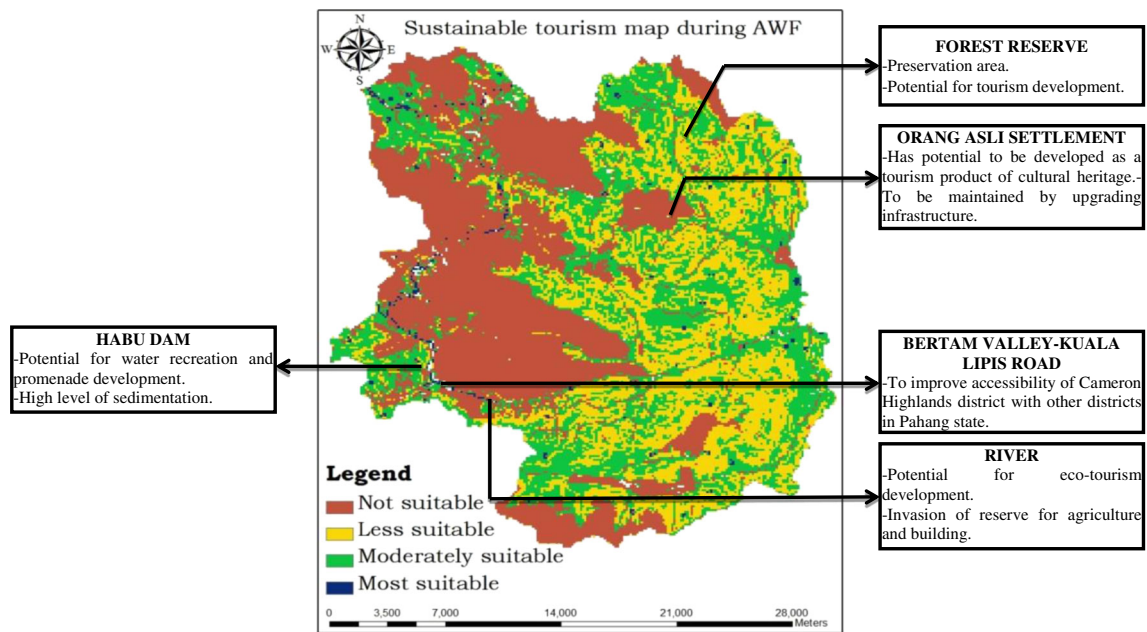 Sustainable tourism map during AWF
N
W E
S
FOREST RESERVE
-Preservation area.
-Potential for tourism development.
ORANG ASLI SETTLEMENT
-Has potential to be developed as a
tourism product of cultural heritage.-
To be maintained by upgrading
infrastructure.
HABU DAM
-Potential for water recreation and
promenade development.
-High level of sedimentation.
BERTAM VALLEY-KUALA
LIPIS ROAD
-To improve accessibility of Cameron
Highlands district with other districts
in Pahang state.
RIVER
-Potential for eco-tourism
development.
-Invasion of reserve for agriculture
and building.
Legend
Not suitable
Less suitable
Moderately suitable
Most suitable
0 3,500 7,000 14,000 21,000 28,000
Meters